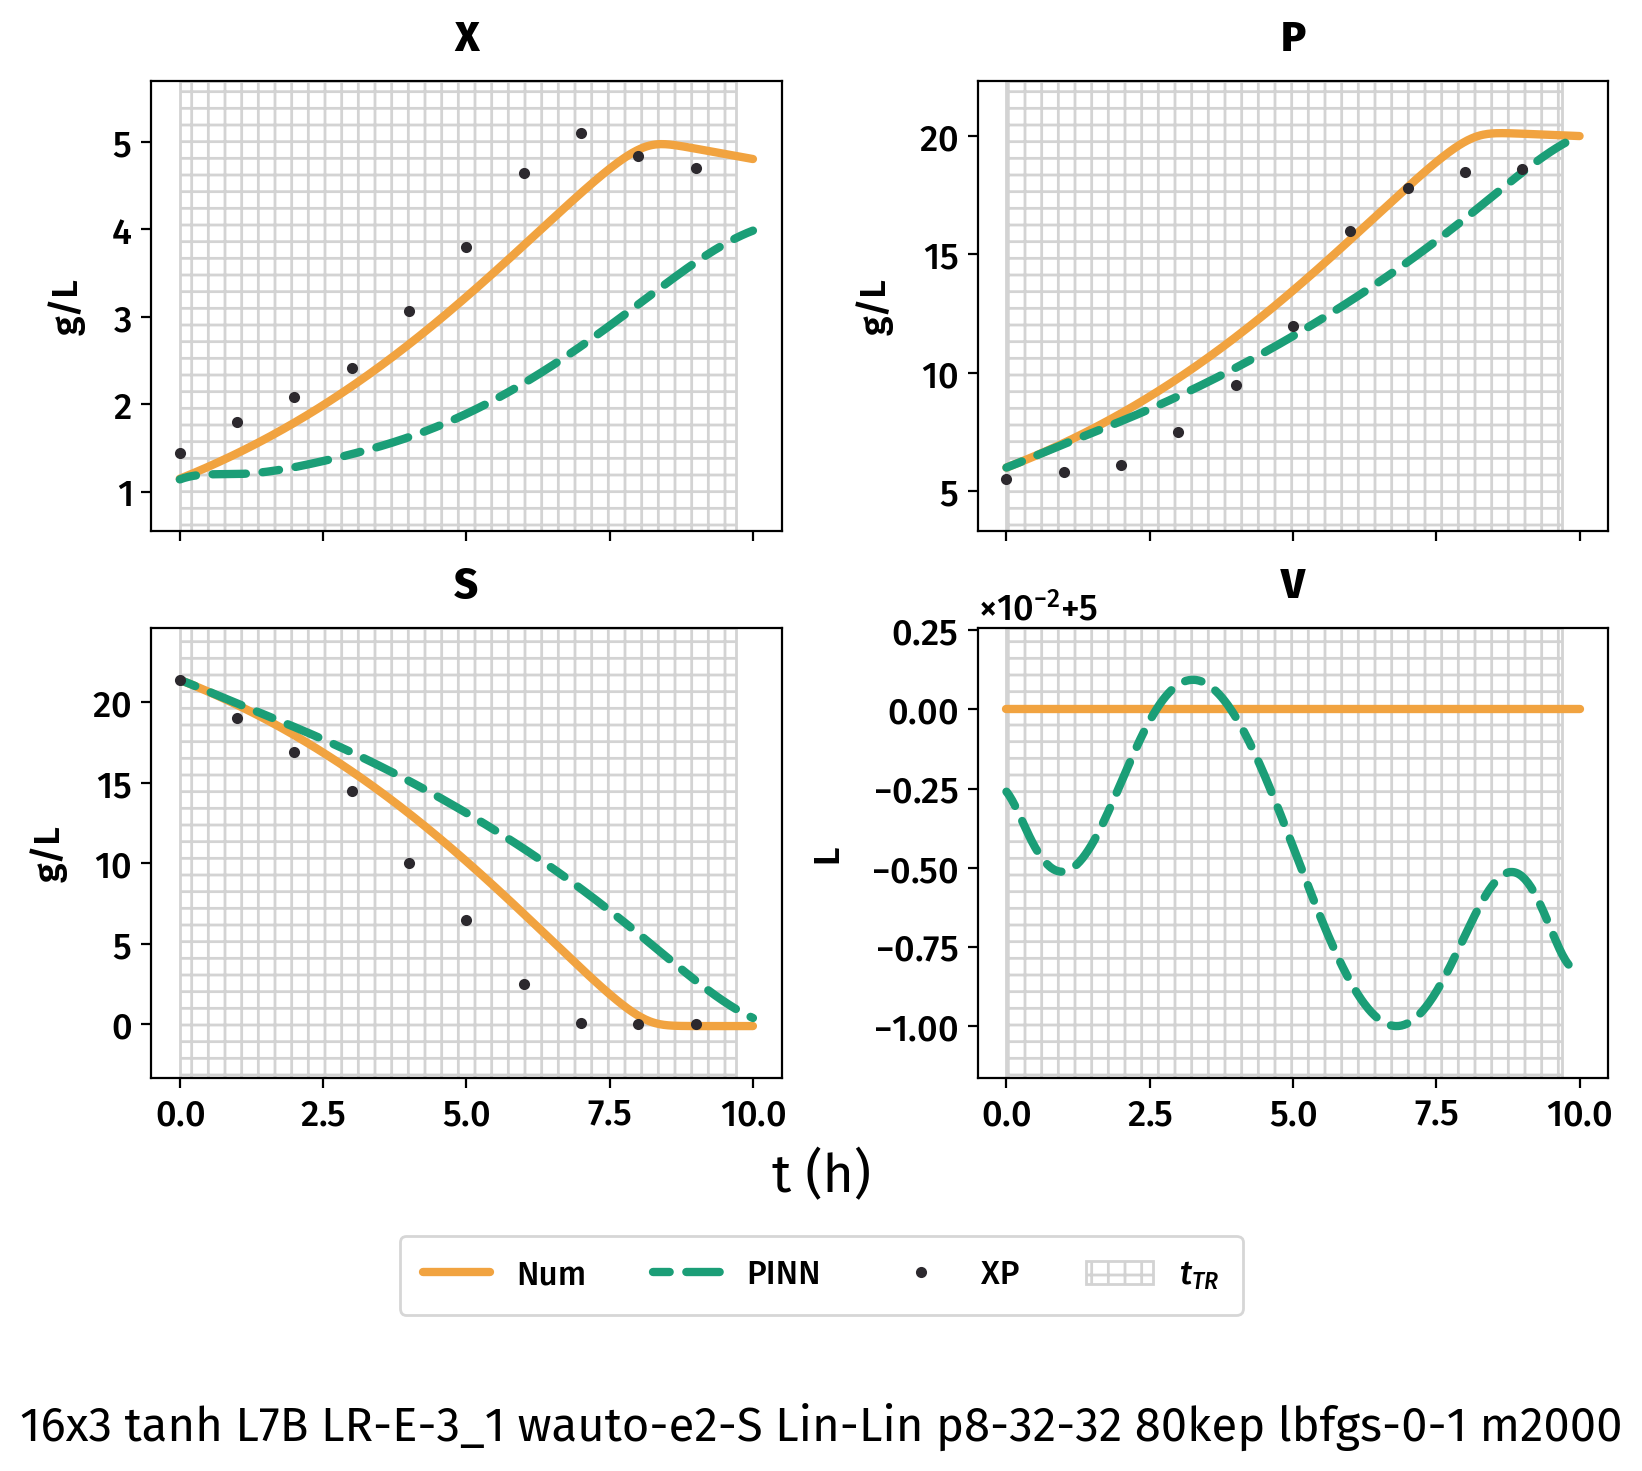 X
P
5
4
3
2
1
g/L
20
15
10
5
g/L
S
V
×10⁻²+5
20
15
10
5
0
g/L
0.25
0.00
−0.25
−0.50
−0.75
−1.00
L
0.0 2.5 5.0 7.5 10.0
0.0 2.5 5.0 7.5 10.0
t (h)
Num PINN XP t_TR
16x3 tanh L7B LR-E-3_1 wauto-e2-S Lin-Lin p8-32-32 80kep lbfgs-0-1 m2000